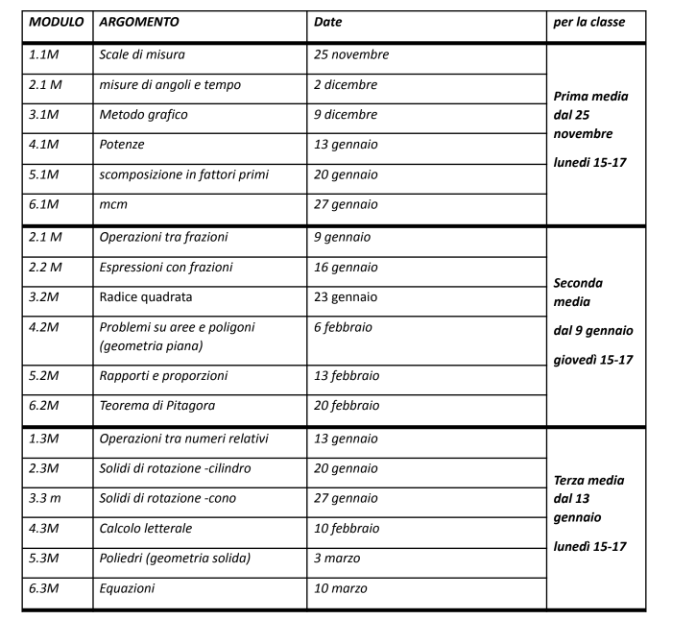 MODULO ARGOMENTO Date per la classe
1.1M Scale di misura 25 novembre
2.1 M misure di angoli e tempo 2 dicembre
3.1M Metodo grafico 9 dicembre
4.1M Potenze 13 gennaio
5.1M scomposizione in fattori primi 20 gennaio
6.1M mcm 27 gennaio
Prima media
dal 25
novembre
lunedi 15-17
2.1 M Operazioni tra frazioni 9 gennaio
2.2 M Espressioni con frazioni 16 gennaio
3.2M Radice quadrata 23 gennaio
4.2M Problemi su aree e poligoni 6 febbraio
(geometria piana)
5.2M Rapporti e proporzioni 13 febbraio
6.2M Teorema di Pitagora 20 febbraio
Seconda
media
dal 9 gennaio
giovedì 15-17
1.3M Operazioni tra numeri relativi 13 gennaio
2.3M Solidi di rotazione -cilindro 20 gennaio
3.3 m Solidi di rotazione -cono 27 gennaio
4.3M Calcolo letterale 10 febbraio
5.3M Poliedri (geometria solida) 3 marzo
6.3M Equazioni 10 marzo
Terza media
dal 13
gennaio
lunedì 15-17